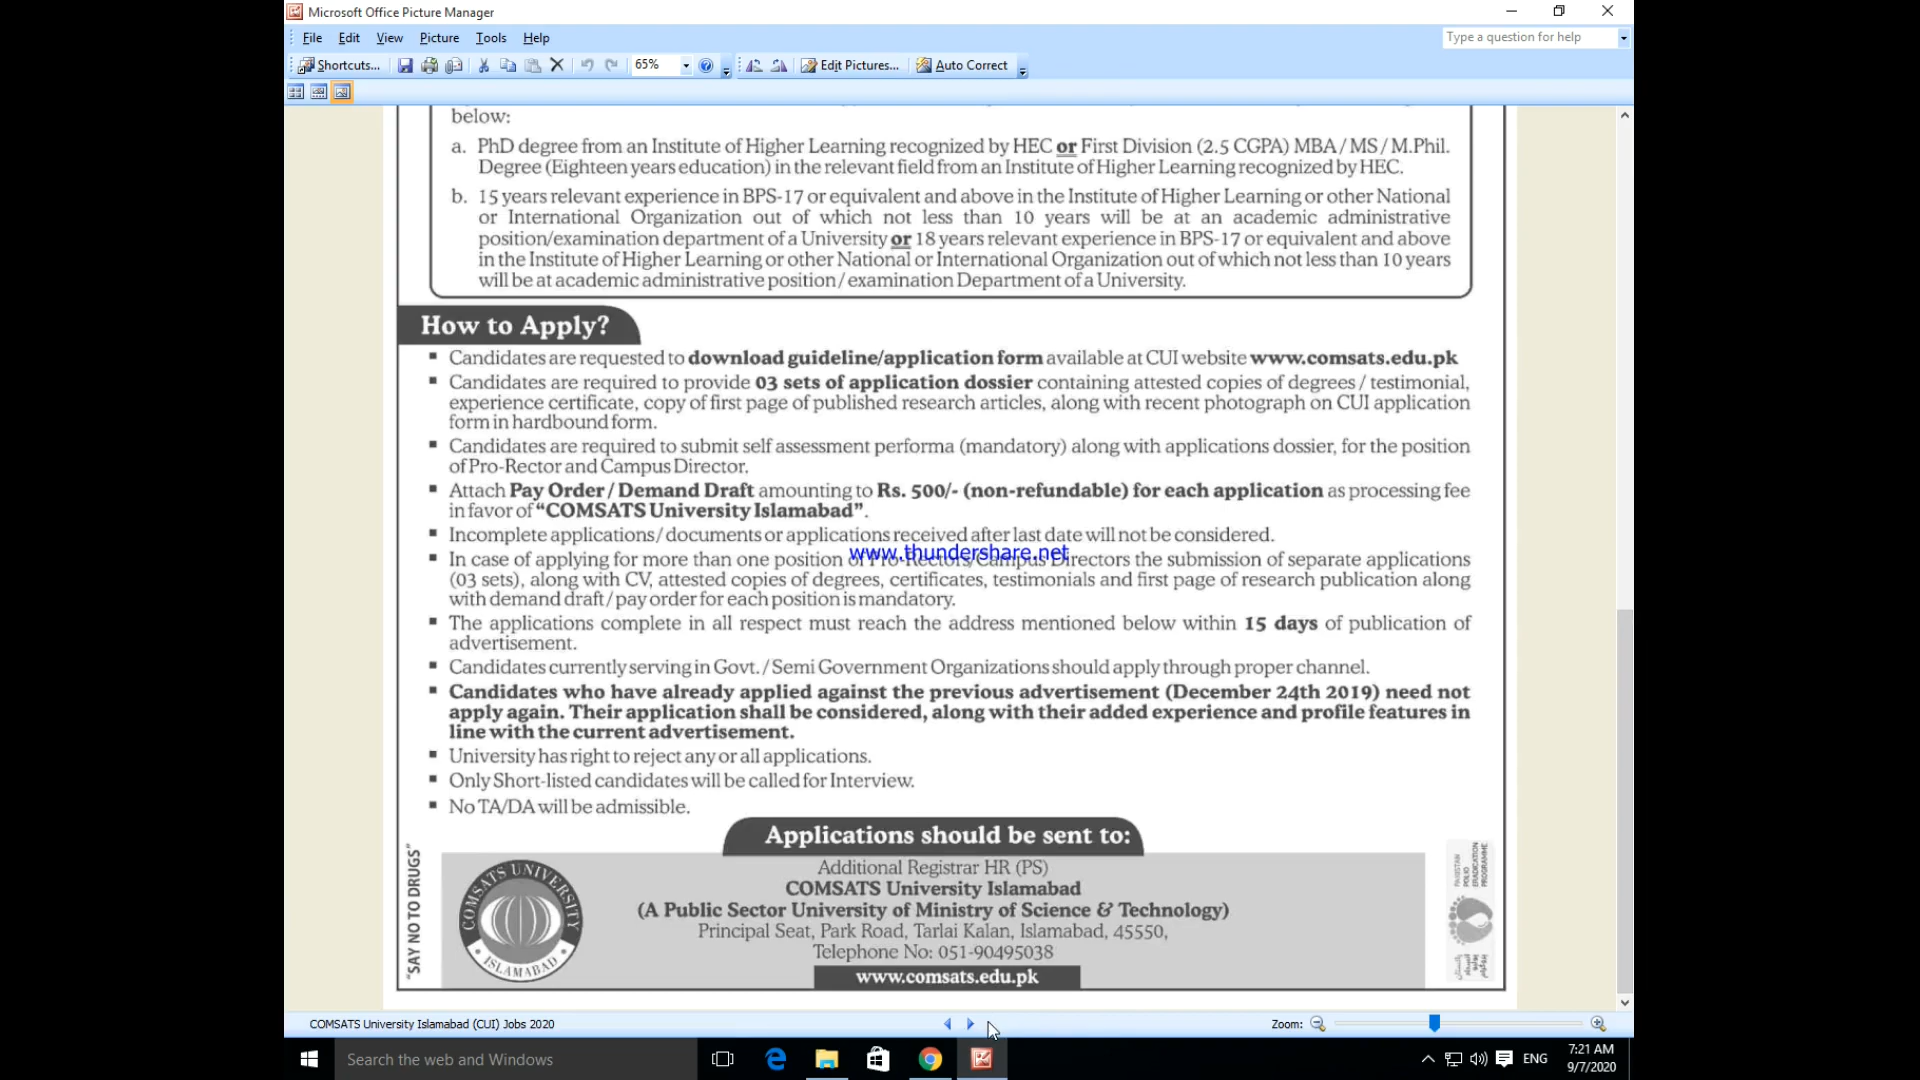 Microsoft Office Picture Manager
File Edit View Picture Tools Help
Type a question for help
Shortcuts... 65% Edit Pictures... Auto Correct
below:
a. PhD degree from an Institute of Higher Learning recognized by HEC or First Division (2.5 CGPA) MBA / MS / M.Phil.
Degree (Eighteen years education) in the relevant field from an Institute of Higher Learning recognized by HEC.
b. 15 years relevant experience in BPS-17 or equivalent and above in the Institute of Higher Learning or other National
or International Organization out of which not less than 10 years will be at an academic administrative
position/examination department of a University or 18 years relevant experience in BPS-17 or equivalent and above
in the Institute of Higher Learning or other National or International Organization out of which not less than 10 years
will be at academic administrative position / examination Department of a University.
How to Apply?
▪ Candidates are requested to download guideline/application form available at CUI website www.comsats.edu.pk
▪ Candidates are required to provide 03 sets of application dossier containing attested copies of degrees / testimonial,
experience certificate, copy of first page of published research articles, along with recent photograph on CUI application
form in hardbound form.
▪ Candidates are required to submit self assessment performa (mandatory) along with applications dossier, for the position
of Pro-Rector and Campus Director.
▪ Attach Pay Order / Demand Draft amounting to Rs. 500/- (non-refundable) for each application as processing fee
in favor of “COMSATS University Islamabad”.
▪ Incomplete applications / documents or applications received after last date will not be considered.
www.thundershare.net
▪ In case of applying for more than one position of Pro-Rectors/Campus Directors the submission of separate applications
(03 sets), along with CV, attested copies of degrees, certificates, testimonials and first page of research publication along
with demand draft / pay order for each position is mandatory.
▪ The applications complete in all respect must reach the address mentioned below within 15 days of publication of
advertisement.
▪ Candidates currently serving in Govt. / Semi Government Organizations should apply through proper channel.
▪ Candidates who have already applied against the previous advertisement (December 24th 2019) need not
apply again. Their application shall be considered, along with their added experience and profile features in
line with the current advertisement.
▪ University has right to reject any or all applications.
▪ Only Short-listed candidates will be called for Interview.
▪ No TA/DA will be admissible.
"SAY NO TO DRUGS"
COMSATS UNIVERSITY
ISLAMABAD
Applications should be sent to:
Additional Registrar HR (PS)
COMSATS University Islamabad
(A Public Sector University of Ministry of Science & Technology)
Principal Seat, Park Road, Tarlai Kalan, Islamabad, 45550,
Telephone No: 051-90495038
www.comsats.edu.pk
PAKISTAN
POLIO
ERADICATION
PROGRAMME
COMSATS University Islamabad (CUI) Jobs 2020
Zoom:
Search the web and Windows
ENG
7:21 AM
9/7/2020